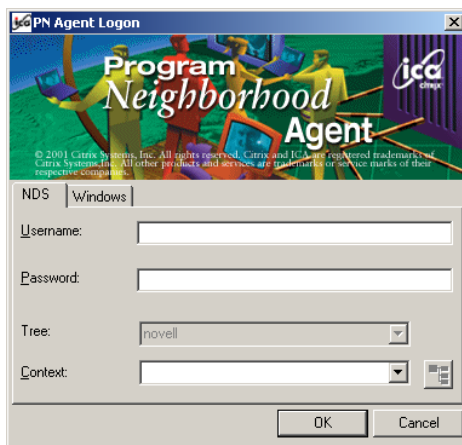 ica PN Agent Logon
Program
Neighborhood
Agent
ica
CITRIX
© 2001 Citrix Systems, Inc. All rights reserved. Citrix and ICA are registered trademarks of
Citrix Systems, Inc. All other products and services are trademarks or service marks of their
respective companies.
NDS Windows
Username:
Password:
Tree: novell
Context:
OK Cancel